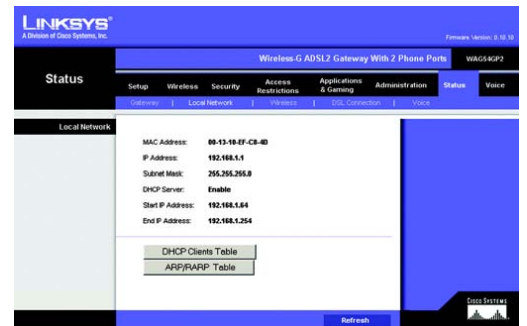 LINKSYS®
A Division of Cisco Systems, Inc.
Firmware Version: 0.10.10
Wireless-G ADSL2 Gateway With 2 Phone Ports WAG54GP2
Status
Setup Wireless Security Access Restrictions Applications & Gaming Administration Status Voice
Gateway | Local Network | Wireless | DSL Connection | Voice
Local Network
MAC Address: 00-13-10-EF-CB-4D
IP Address: 192.168.1.1
Subnet Mask: 255.255.255.0
DHCP Server: Enable
Start IP Address: 192.168.1.64
End IP Address: 192.168.1.254
DHCP Clients Table
ARP/RARP Table
Refresh
CISCO SYSTEMS